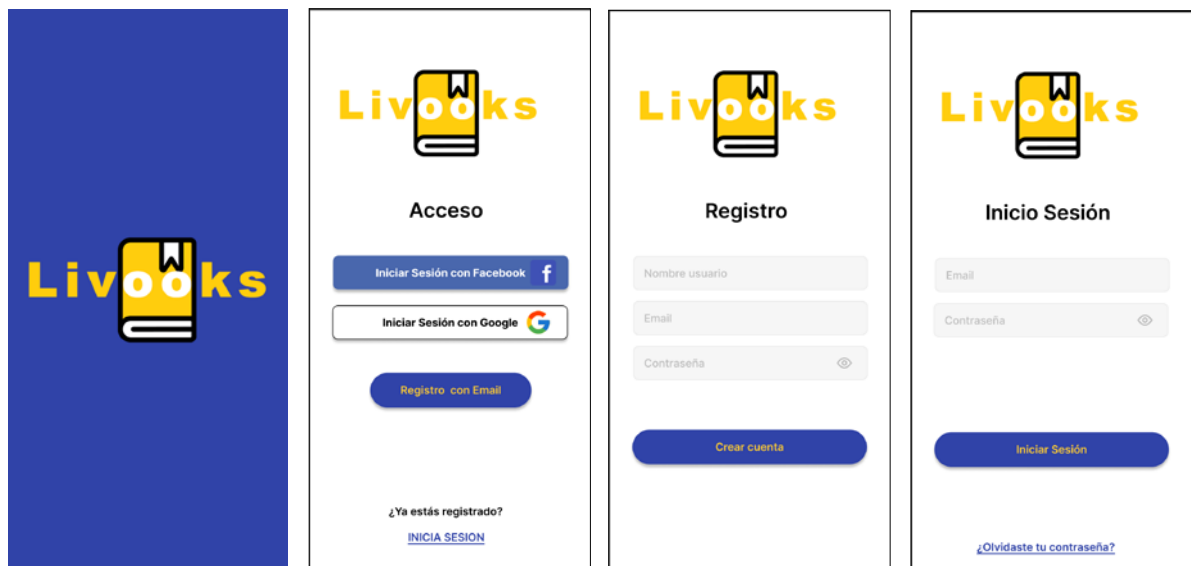 Livooks
Livooks
Acceso
Iniciar Sesión con Facebook f
Iniciar Sesión con Google G
Registro con Email
¿Ya estás registrado?
INICIA SESION
Livooks
Registro
Nombre usuario
Email
Contraseña
Crear cuenta
Livooks
Inicio Sesión
Email
Contraseña
Iniciar Sesión
¿Olvidaste tu contraseña?